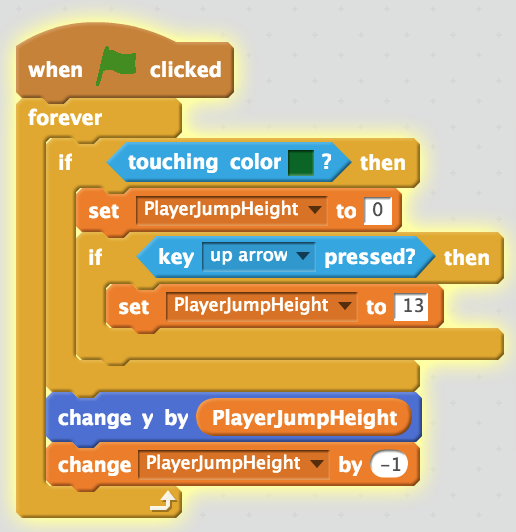 when clicked
forever
if touching color ? then
set PlayerJumpHeight to 0
if key up arrow pressed? then
set PlayerJumpHeight to 13
change y by PlayerJumpHeight
change PlayerJumpHeight by -1